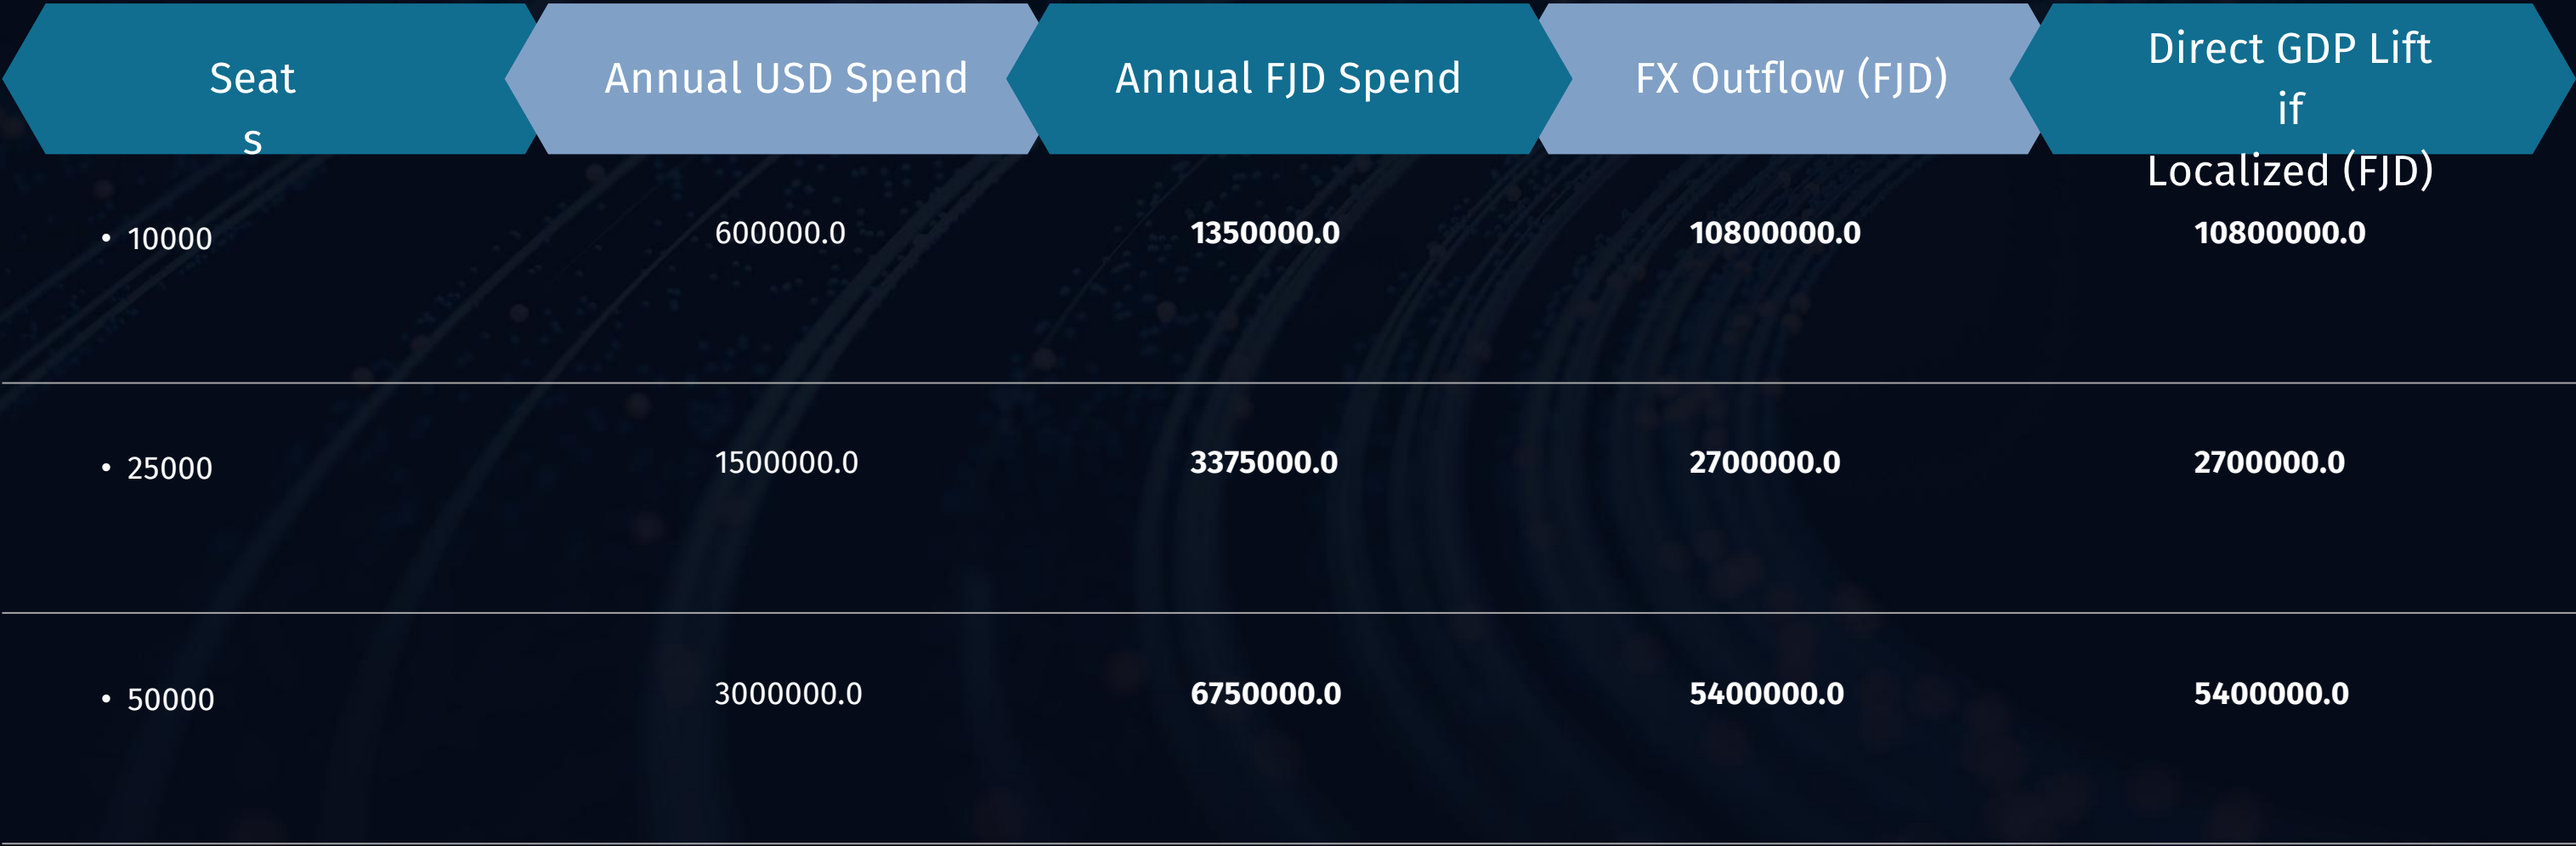 Seat
s
Annual USD Spend
Annual FJD Spend
FX Outflow (FJD)
Direct GDP Lift
if
Localized (FJD)
• 10000
600000.0
1350000.0
10800000.0
10800000.0
• 25000
1500000.0
3375000.0
2700000.0
2700000.0
• 50000
3000000.0
6750000.0
5400000.0
5400000.0